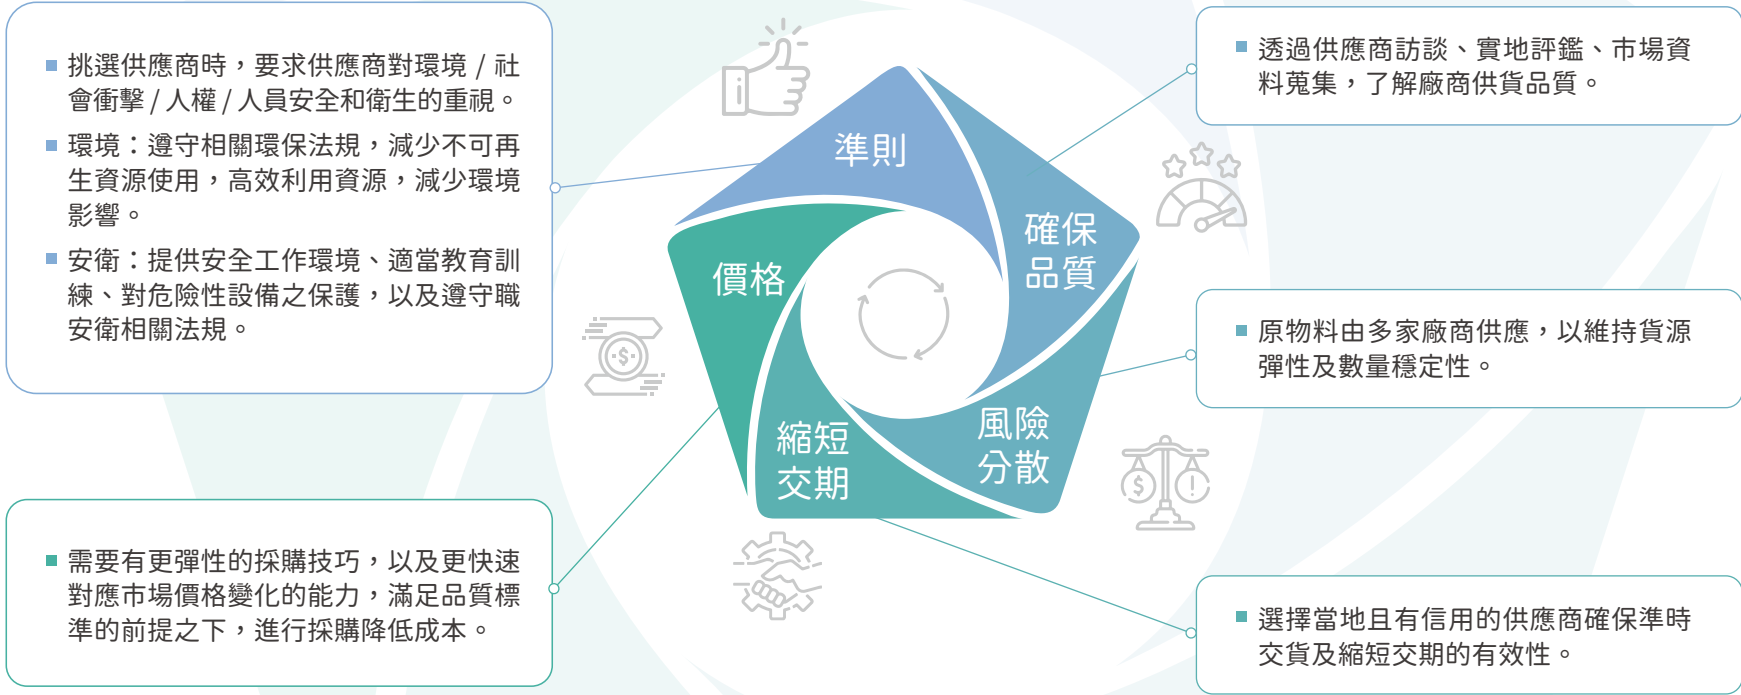 挑選供應商時，要求供應商對環境 / 社
會衝擊 / 人權 / 人員安全和衛生的重視。
環境：遵守相關環保法規，減少不可再
生資源使用，高效利用資源，減少環境
影響。
安衛：提供安全工作環境、適當教育訓
練、對危險性設備之保護，以及遵守職
安衛相關法規。
準則
透過供應商訪談、實地評鑑、市場資
料蒐集，了解廠商供貨品質。
確保
品質
價格
原物料由多家廠商供應，以維持貨源
彈性及數量穩定性。
風險
分散
縮短
交期
需要有更彈性的採購技巧，以及更快速
對應市場價格變化的能力，滿足品質標
準的前提之下，進行採購降低成本。
選擇當地且有信用的供應商確保準時
交貨及縮短交期的有效性。